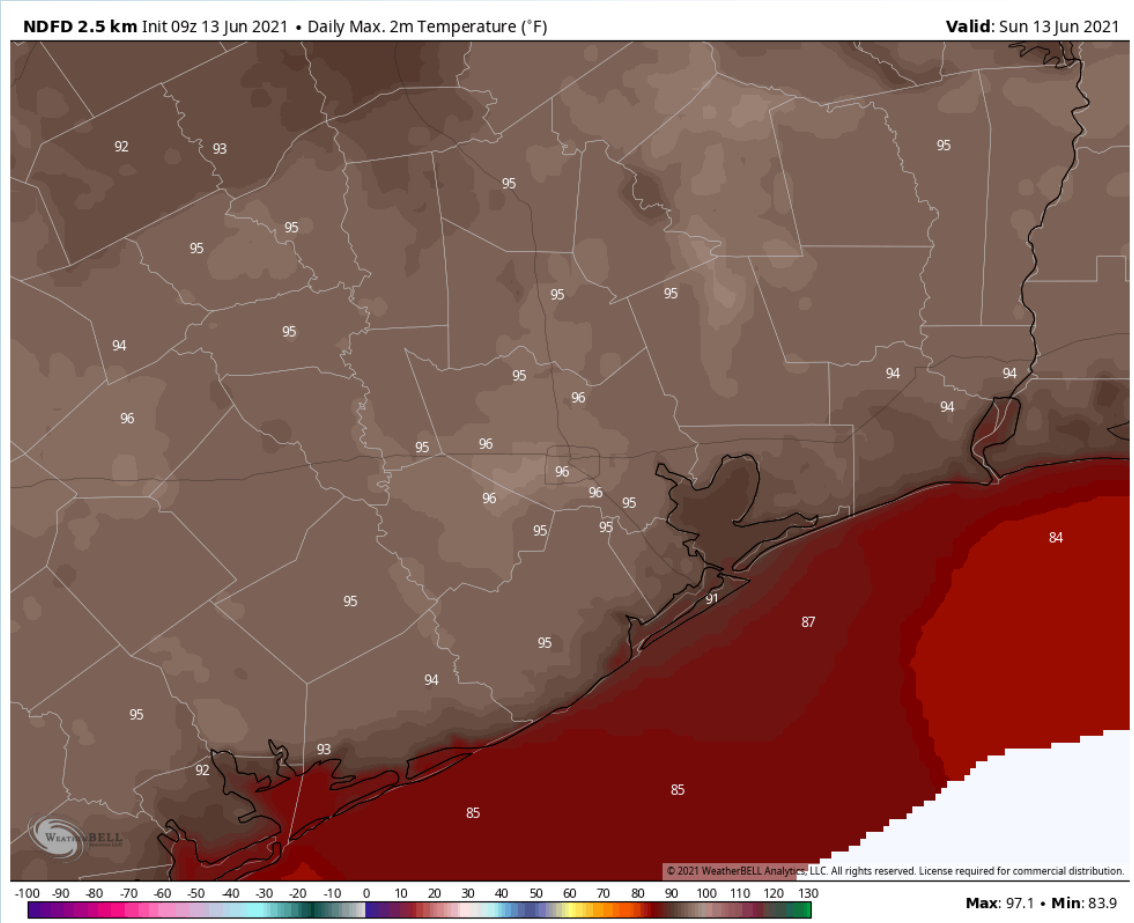 NDFD 2.5 km Init 09z 13 Jun 2021 • Daily Max. 2m Temperature (˚F) Valid: Sun 13 Jun 2021
92 93 95
95
95
95
95 95
95
94 94 94
95
96 94
96
95 96
96
96 96 95
95 95
84
95 91
87
95
94
95
93
92
85
85
WEATHERBELL
© 2021 WeatherBELL Analytics, LLC. All rights reserved. License required for commercial distribution.
-100 -90 -80 -70 -60 -50 -40 -30 -20 -10 0 10 20 30 40 50 60 70 80 90 100 110 120 130
Max: 97.1 • Min: 83.9